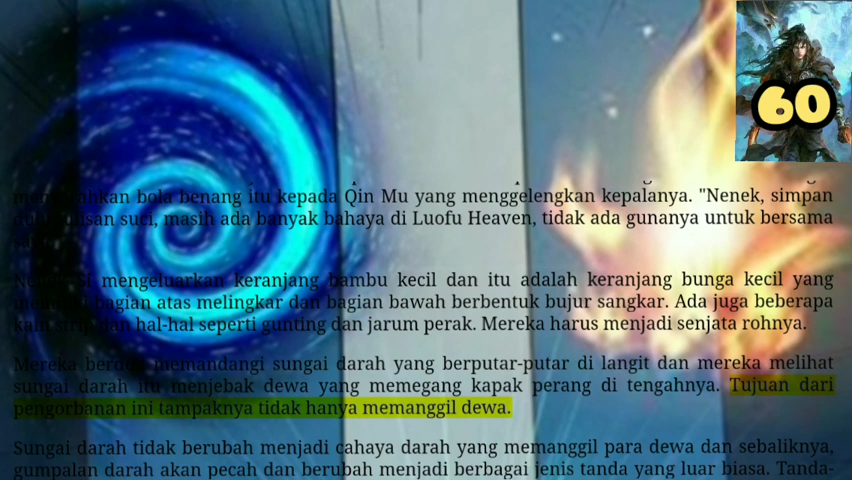 60
itu kepada Qin Mu yang menggelengkan kepalanya. "Nenek, simpan
suci, masih ada banyak bahaya di Luofu Heaven, tidak ada gunanya untuk bersama
mengeluarkan keranjang bambu kecil dan itu adalah keranjang bunga kecil yang
bagian atas melingkar dan bagian bawah berbentuk bujur sangkar. Ada juga beberapa
kain strip dan hal-hal seperti gunting dan jarum perak. Mereka harus menjadi senjata rohnya.
Mereka berdua memandangi sungai darah yang berputar-putar di langit dan mereka melihat
sungai darah itu menjebak dewa yang memegang kapak perang di tengahnya. Tujuan dari
pengorbanan ini tampaknya tidak hanya memanggil dewa.
Sungai darah tidak berubah menjadi cahaya darah yang memanggil para dewa dan sebaliknya,
gumpalan darah akan pecah dan berubah menjadi berbagai jenis tanda yang luar biasa. Tanda-